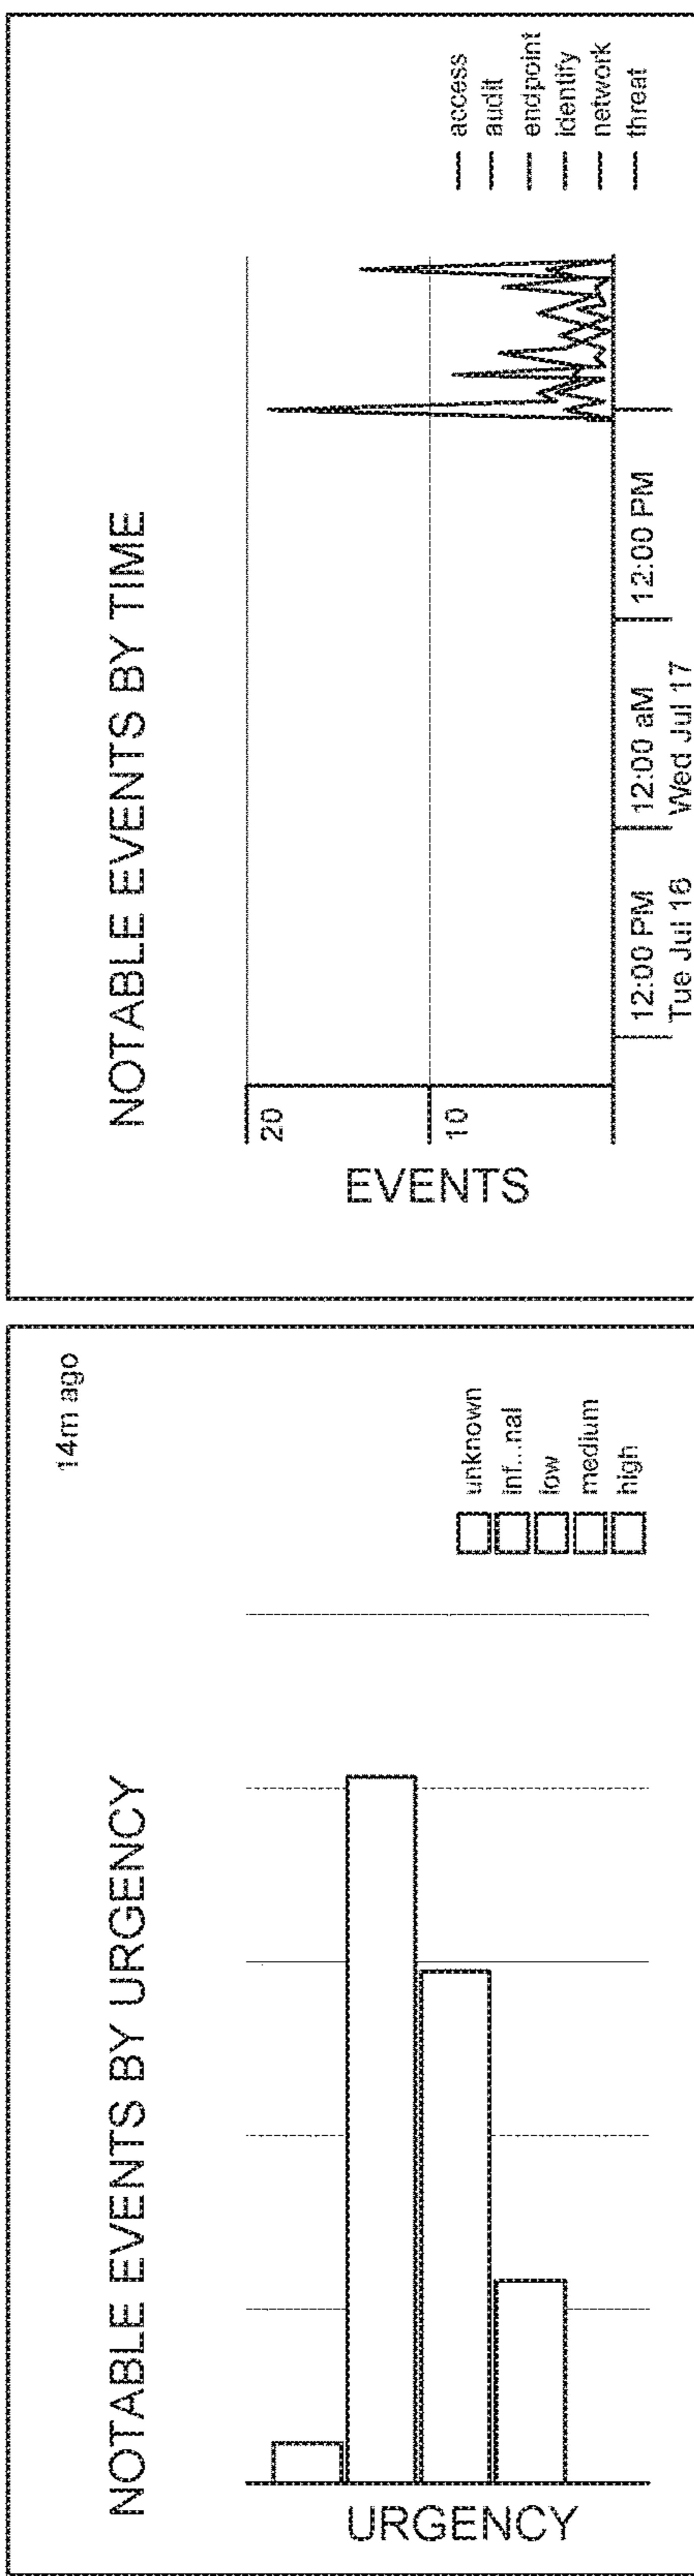 NOTABLE EVENTS BY URGENCY
14m ago
URGENCY
unknown
inf...nal
low
medium
high
NOTABLE EVENTS BY TIME
EVENTS
20
10
12:00 PM
Tue Jul 16
12:00 aM
Wed Jul 17
12:00 PM
access
audit
endpoint
identify
network
threat